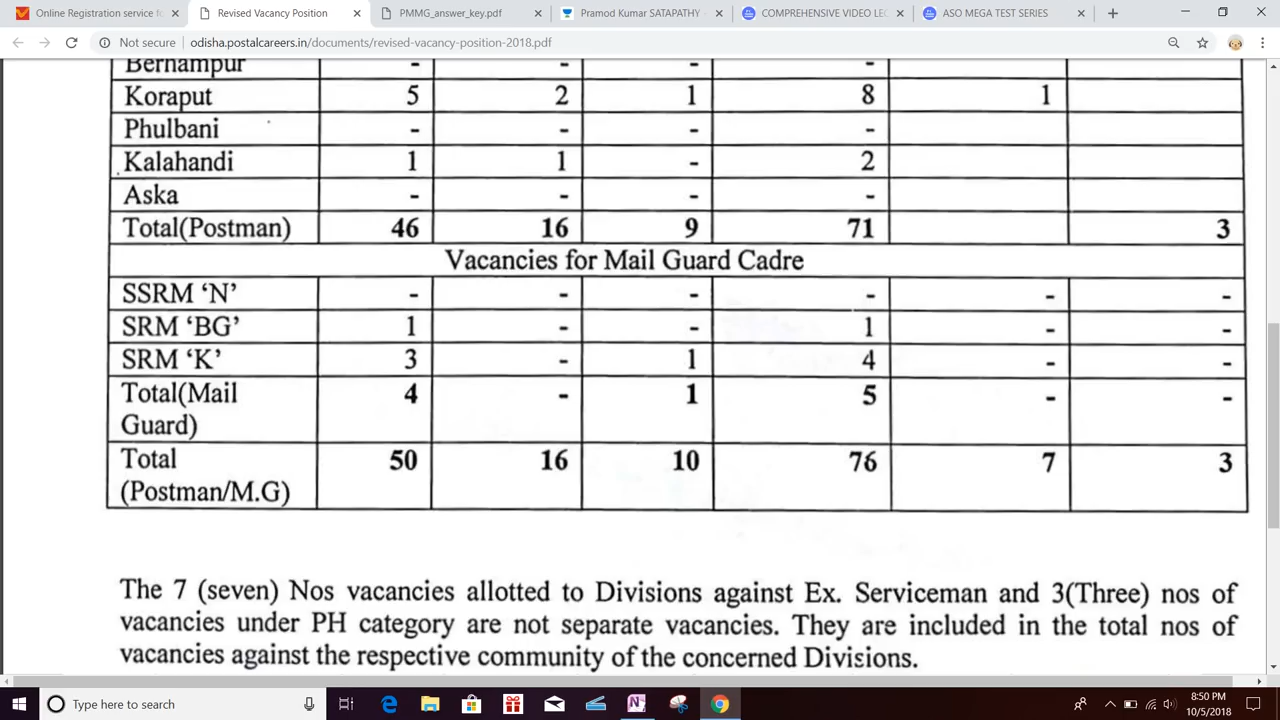 Online Registration service fo
Revised Vacancy Position
PMMG_answer_key.pdf
Pramod Kumar SATAPATHY -
COMPREHENSIVE VIDEO LEC
ASO MEGA TEST SERIES
Not secure | odisha.postalcareers.in/documents/revised-vacancy-position-2018.pdf
Berhampur - - - -
Koraput 5 2 1 8 1
Phulbani - - - -
Kalahandi 1 1 - 2
Aska - - - -
Total(Postman) 46 16 9 71 3
Vacancies for Mail Guard Cadre
SSRM ‘N’ - - - - - -
SRM ‘BG’ 1 - - 1 - -
SRM ‘K’ 3 - 1 4 - -
Total(Mail 4 - 1 5 - -
Guard)
Total 50 16 10 76 7 3
(Postman/M.G)
The 7 (seven) Nos vacancies allotted to Divisions against Ex. Serviceman and 3(Three) nos of
vacancies under PH category are not separate vacancies. They are included in the total nos of
vacancies against the respective community of the concerned Divisions.
Type here to search
8:50 PM
10/5/2018